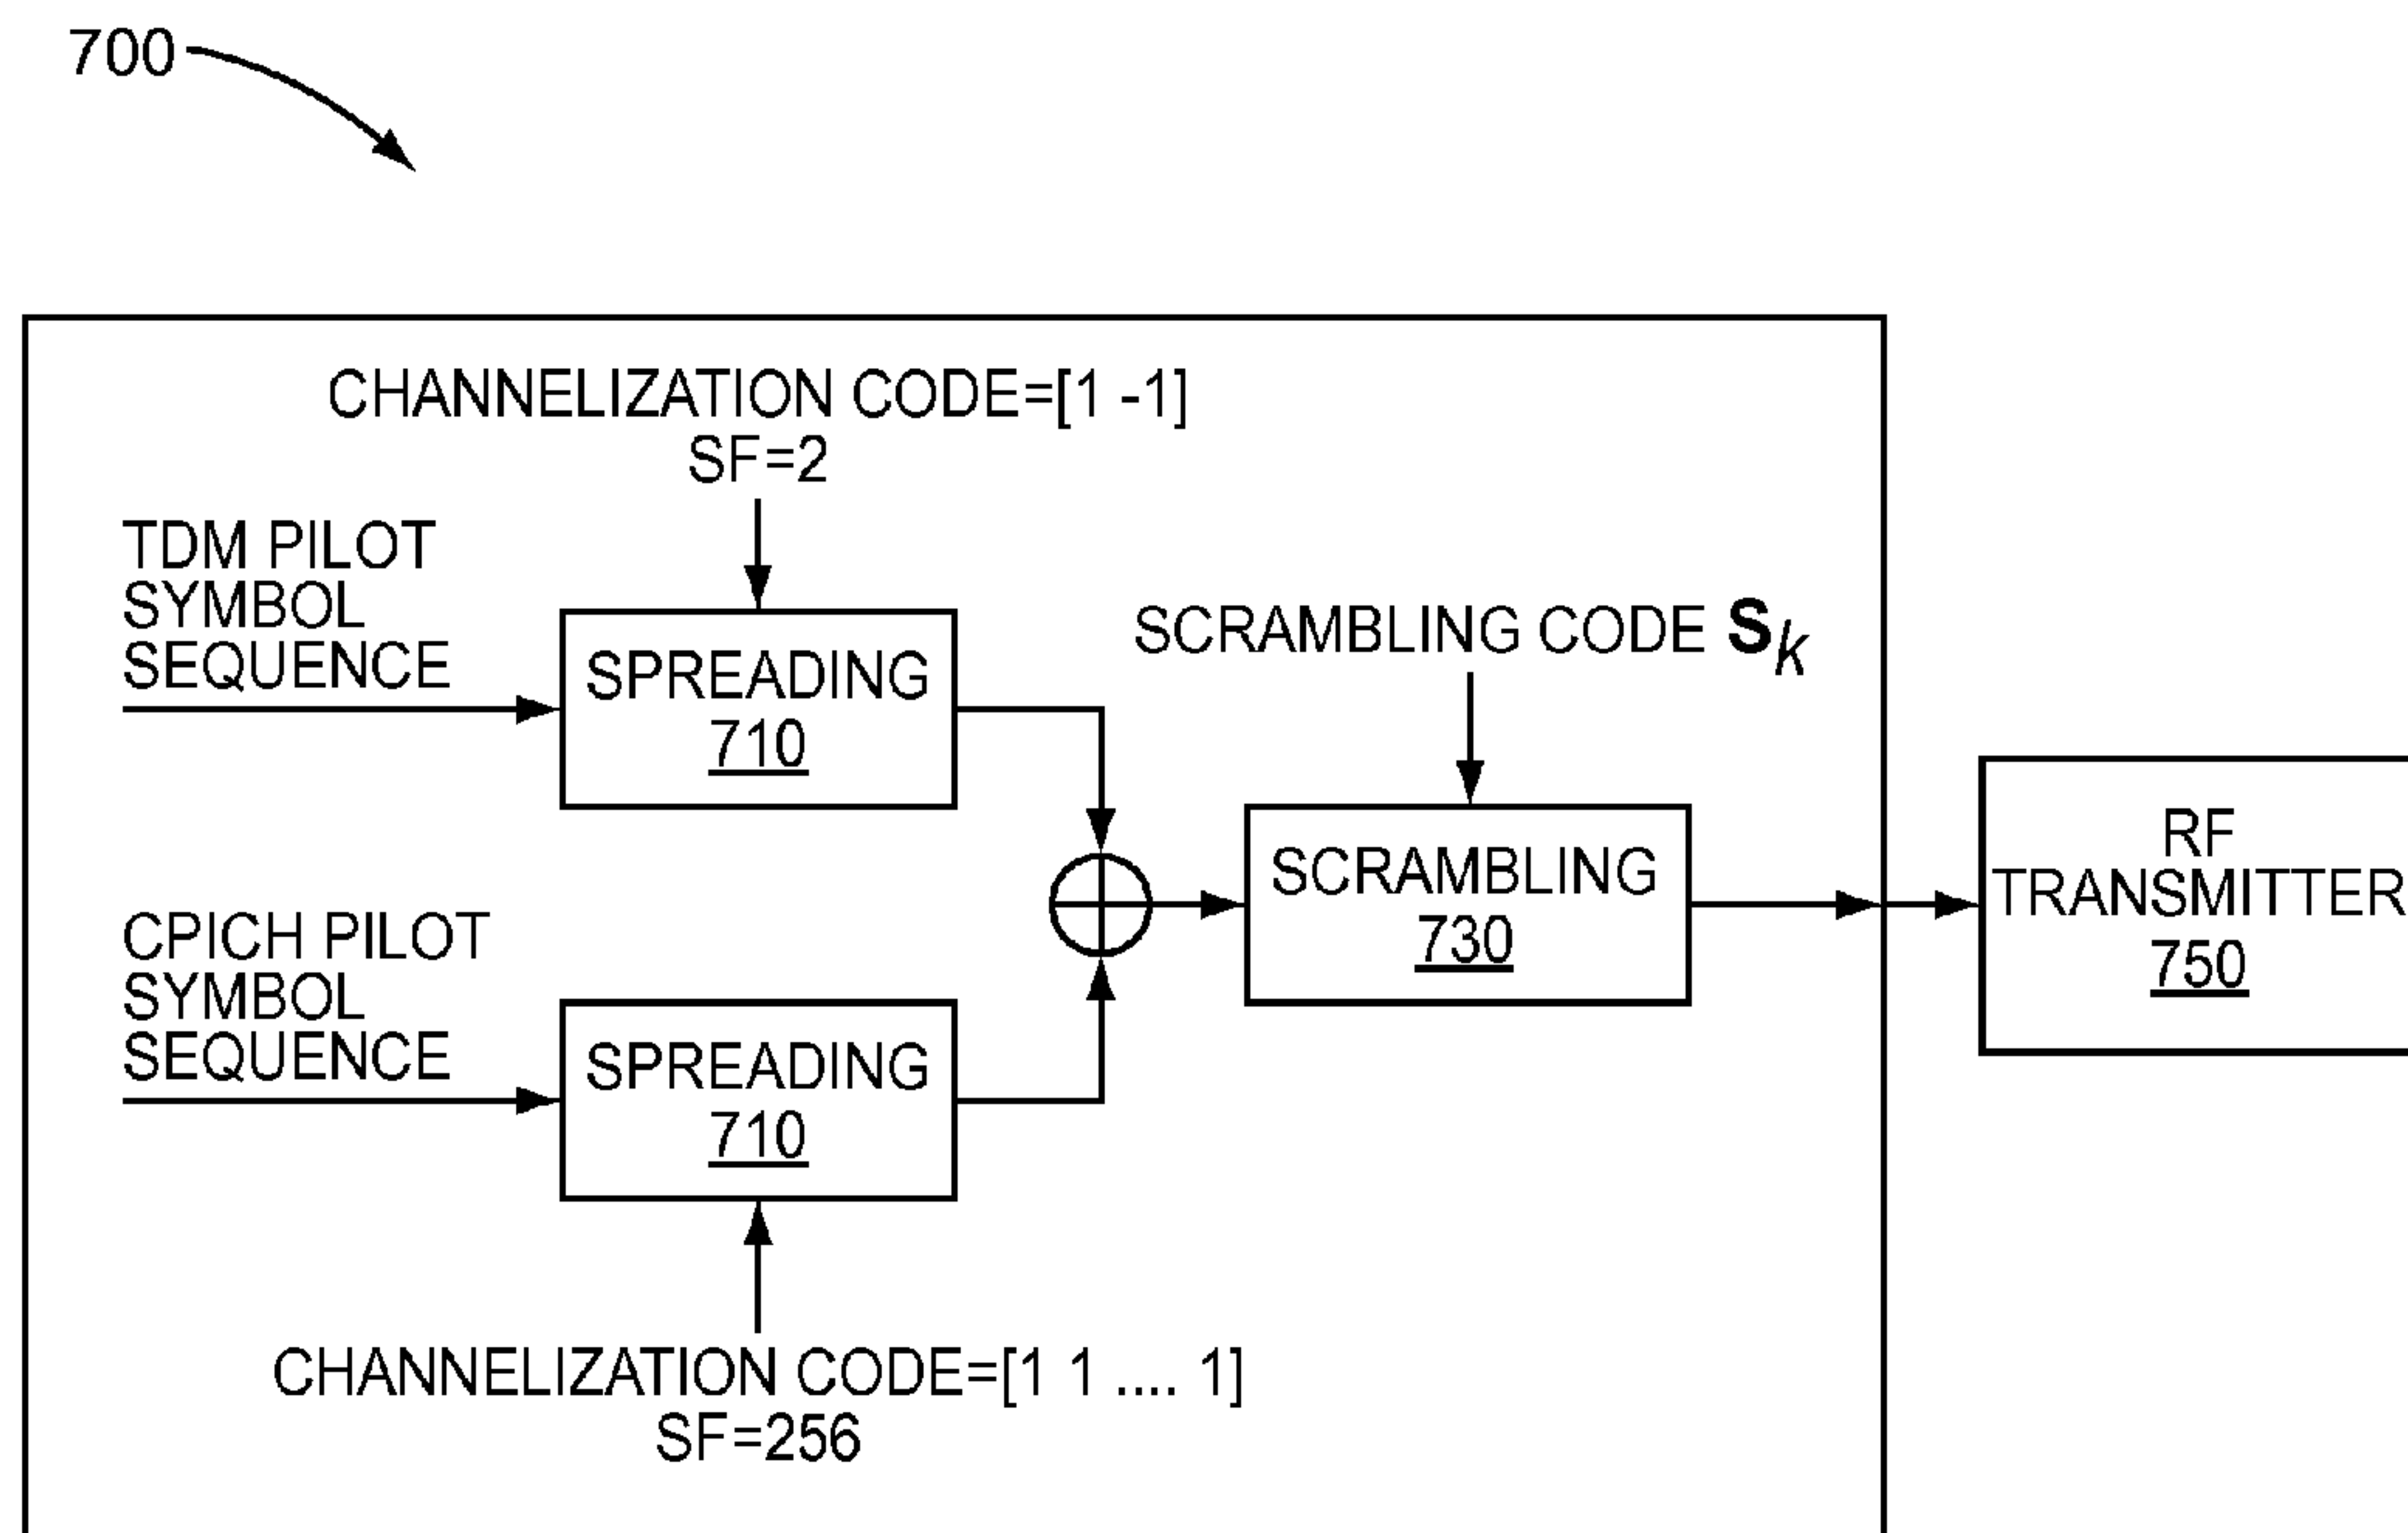 700
CHANNELIZATION CODE=[1 -1]
SF=2
TDM PILOT
SYMBOL
SEQUENCE
SPREADING
710
SCRAMBLING CODE Sk
SCRAMBLING
730
RF
TRANSMITTER
750
CPICH PILOT
SYMBOL
SEQUENCE
SPREADING
710
CHANNELIZATION CODE=[1 1 .... 1]
SF=256